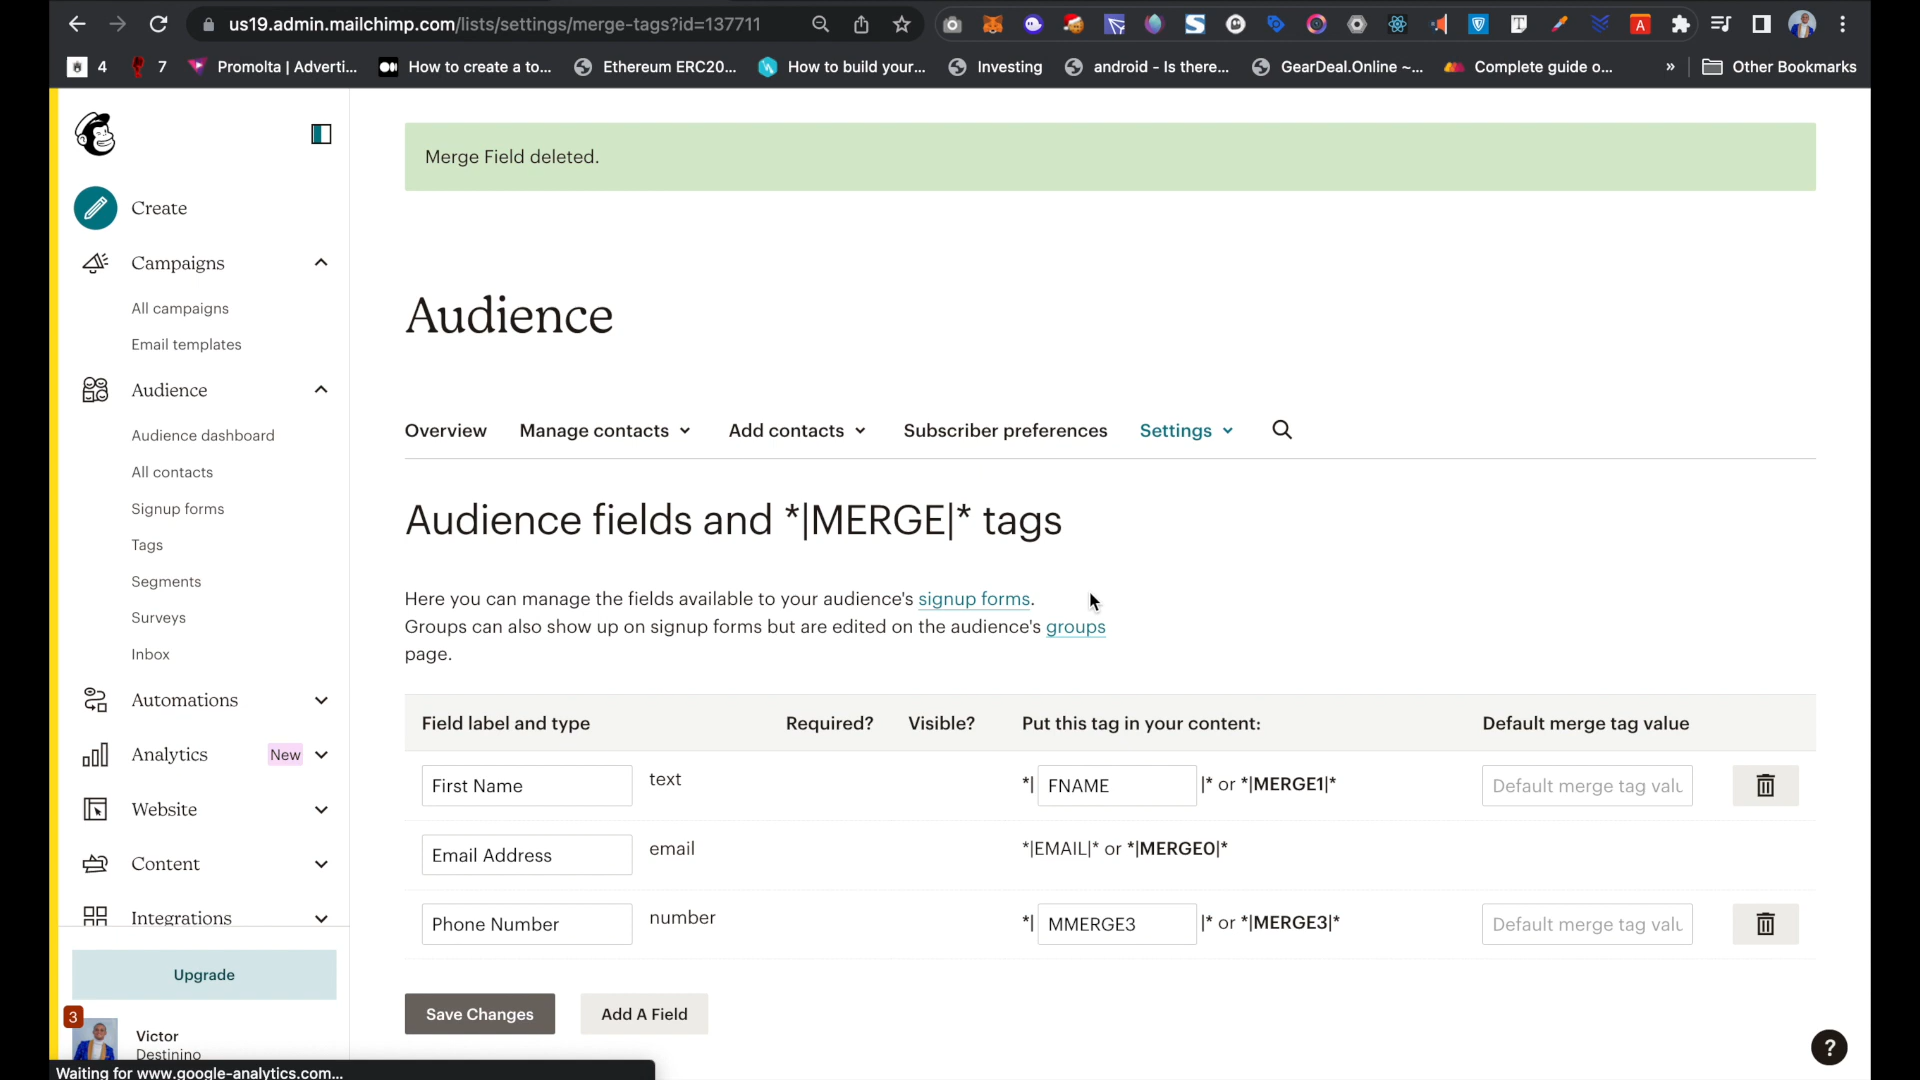 us19.admin.mailchimp.com/lists/settings/merge-tags?id=137711
4
7
Promolta | Adverti...
How to create a to...
Ethereum ERC20...
How to build your...
Investing
android - Is there...
GearDeal.Online ~...
Complete guide o...
»
Other Bookmarks
Merge Field deleted.
Create
Campaigns
All campaigns
Email templates
Audience
Audience dashboard
All contacts
Signup forms
Tags
Segments
Surveys
Inbox
Automations
Analytics New
Website
Content
Integrations
Upgrade
3
Victor
Destinino
Audience
Overview Manage contacts Add contacts Subscriber preferences Settings
Audience fields and *|MERGE|* tags
Here you can manage the fields available to your audience's signup forms.
Groups can also show up on signup forms but are edited on the audience's groups
page.
Field label and type Required? Visible? Put this tag in your content: Default merge tag value
First Name text *| FNAME |* or *|MERGE1|* Default merge tag valu
Email Address email *|EMAIL|* or *|MERGE0|*
Phone Number number *| MMERGE3 |* or *|MERGE3|* Default merge tag valu
Save Changes Add A Field
?
Waiting for www.google-analytics.com...